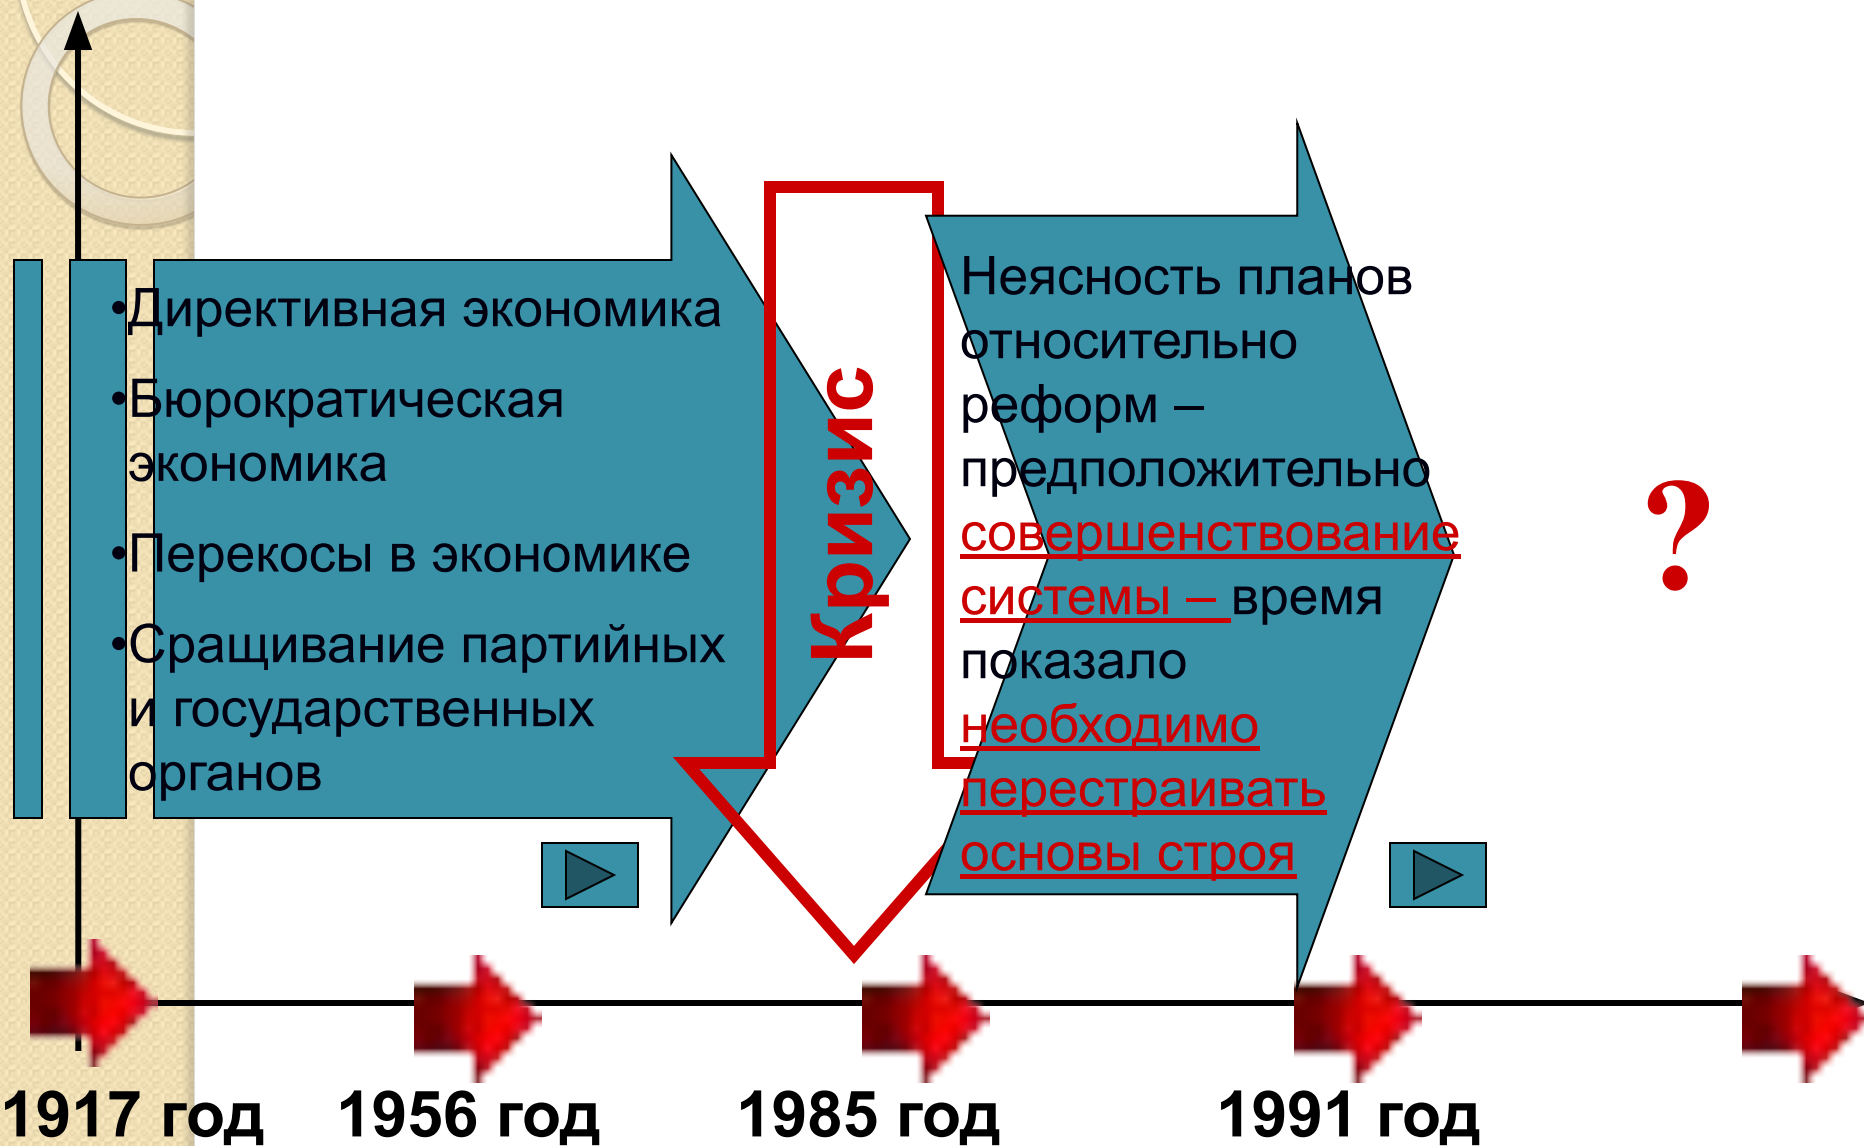 •Директивная экономика
•Бюрократическая
экономика
•Перекосы в экономике
•Сращивание партийных
и государственных
органов
Кризис
Неясность планов
относительно
реформ –
предположительно
совершенствование
системы – время
показало
необходимо
перестраивать
основы строя
?
1917 год
1956 год
1985 год
1991 год